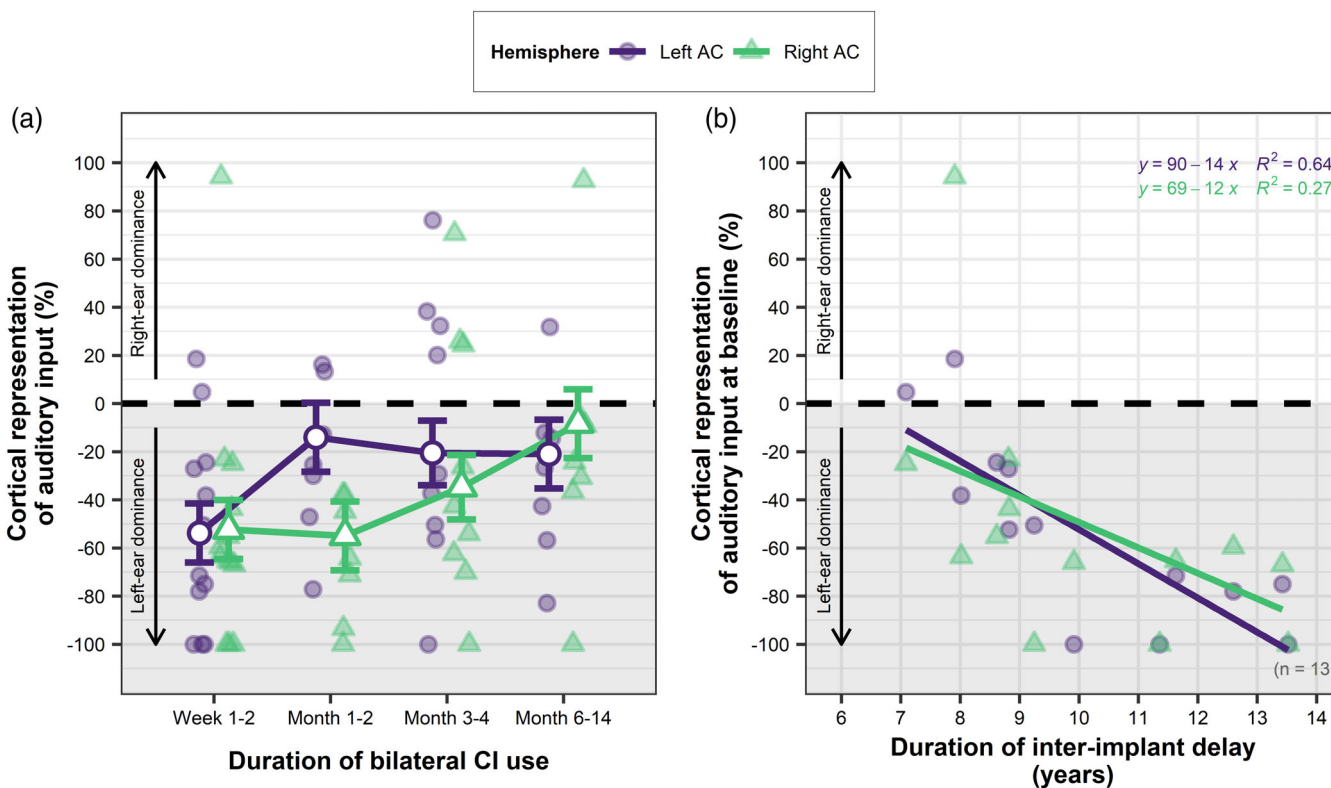 Hemisphere Left AC Right AC
(a)
(b)
Cortical representation
of auditory input (%)
100
80
60
40
20
0
-20
-40
-60
-80
-100
Right-ear dominance
Left-ear dominance
Week 1-2 Month 1-2 Month 3-4 Month 6-14
Duration of bilateral CI use
Cortical representation
of auditory input at baseline (%)
100
80
60
40
20
0
-20
-40
-60
-80
-100
Right-ear dominance
Left-ear dominance
y = 90 – 14 x R² = 0.64
y = 69 – 12 x R² = 0.27
(n = 13
6 7 8 9 10 11 12 13 14
Duration of inter-implant delay
(years)